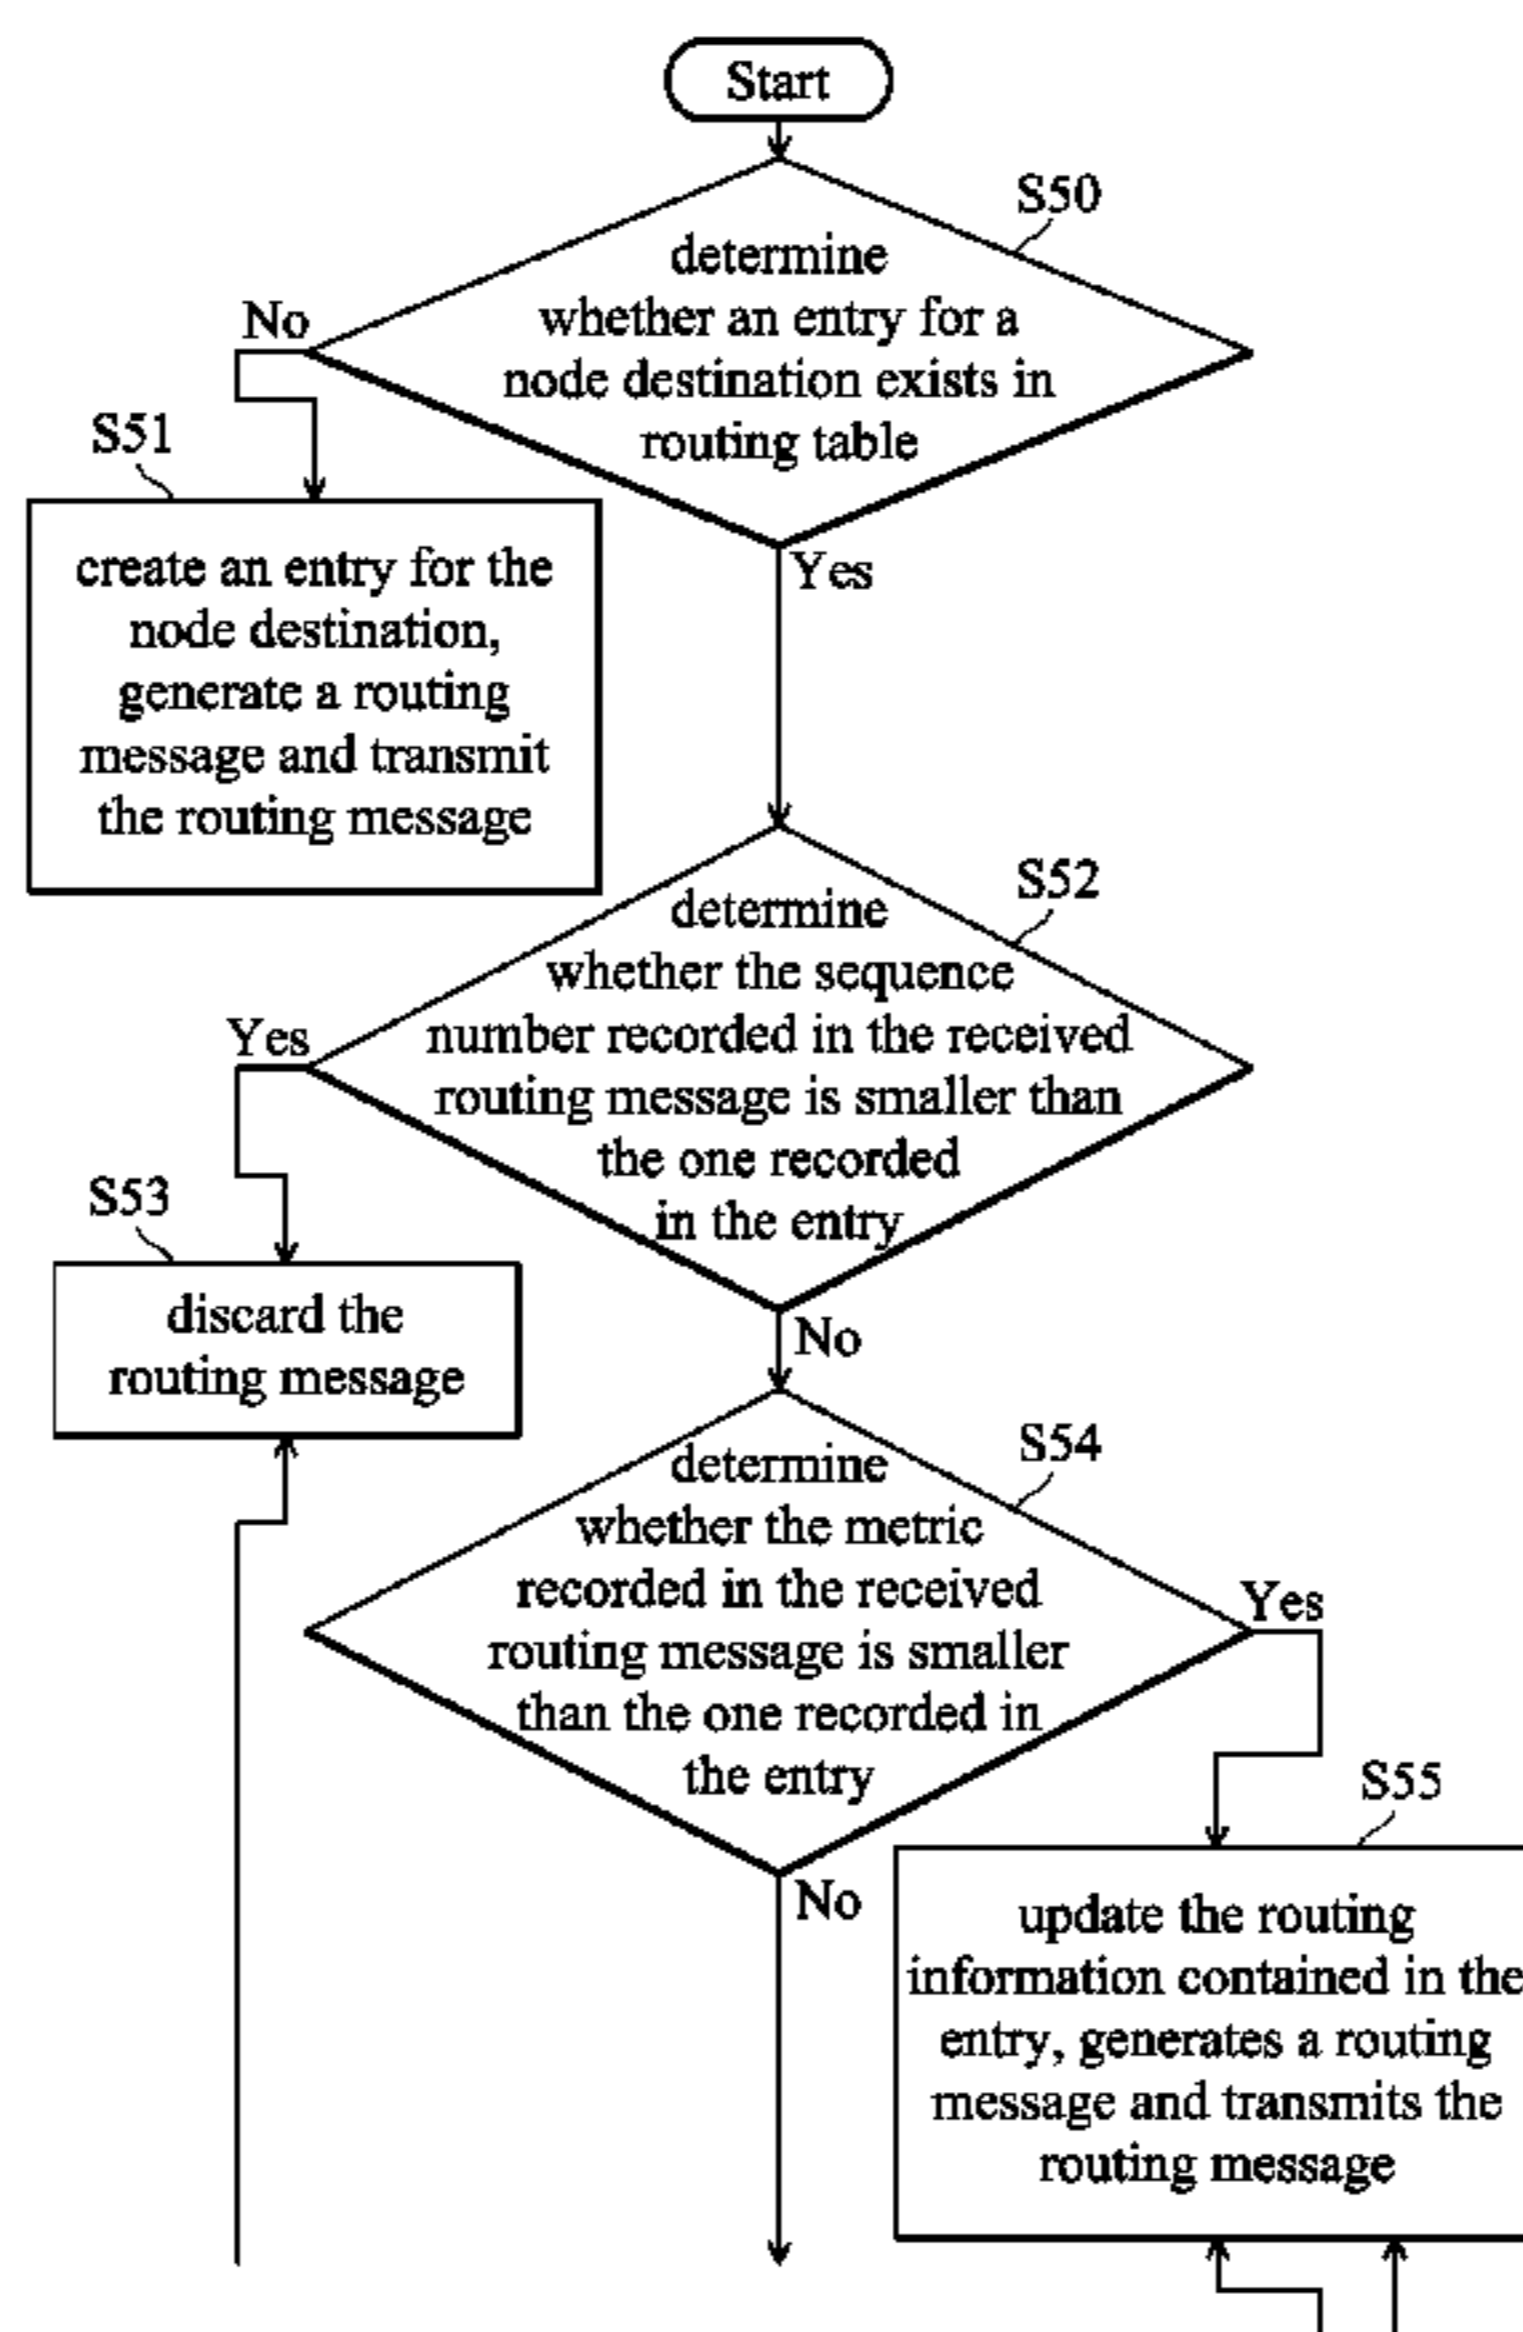 Start
S50
determine
whether an entry for a
node destination exists in
routing table
No
Yes
S51
create an entry for the
node destination,
generate a routing
message and transmit
the routing message
S52
determine
whether the sequence
number recorded in the received
routing message is smaller than
the one recorded
in the entry
Yes
No
S53
discard the
routing message
S54
determine
whether the metric
recorded in the received
routing message is smaller
than the one recorded in
the entry
Yes
No
S55
update the routing
information contained in the
entry, generates a routing
message and transmits the
routing message